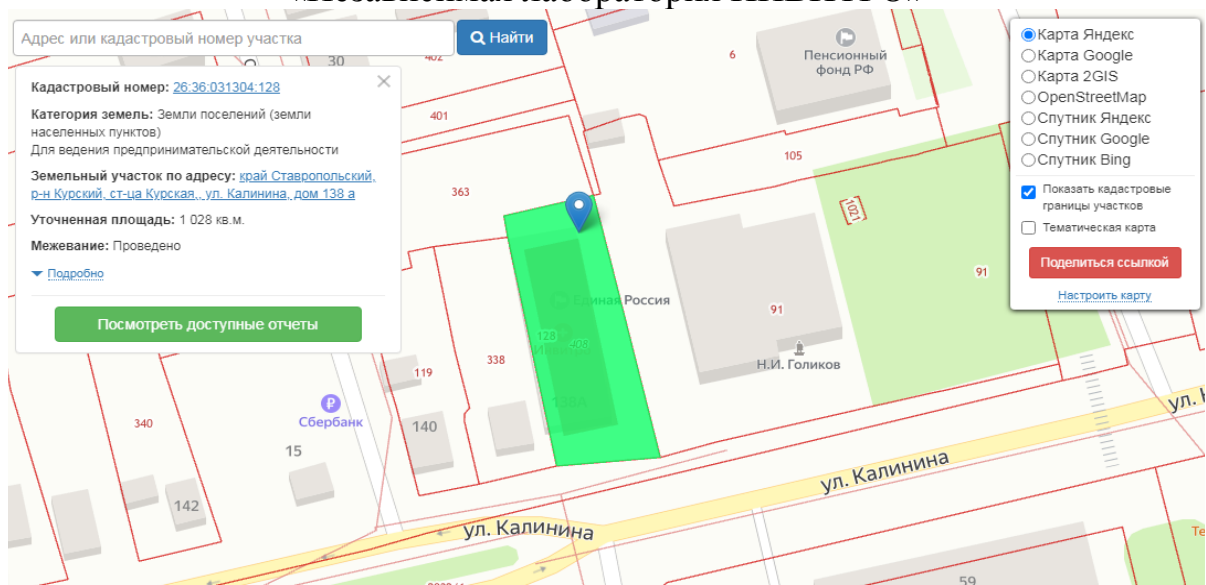 Адрес или кадастровый номер участка
Найти
Кадастровый номер: 26:36:031304:128
Категория земель: Земли поселений (земли
населенных пунктов)
Для ведения предпринимательской деятельности
Земельный участок по адресу: край Ставропольский,
р-н Курский, ст-ца Курская,, ул. Калинина, дом 138 а
Уточненная площадь: 1 028 кв.м.
Межевание: Проведено
Подробно
Посмотреть доступные отчеты
Карта Яндекс
Карта Google
Карта 2GIS
OpenStreetMap
Спутник Яндекс
Спутник Google
Спутник Bing
Показать кадастровые
границы участков
Тематическая карта
Поделиться ссылкой
Настроить карту
30
402
6
Пенсионный
фонд РФ
401
105
363
1021
91
Единая Россия
91
128
408
Н.И. Голиков
338
119
138А
Сбербанк
340
140
15
142
ул. Калинина
ул. Калинина
59